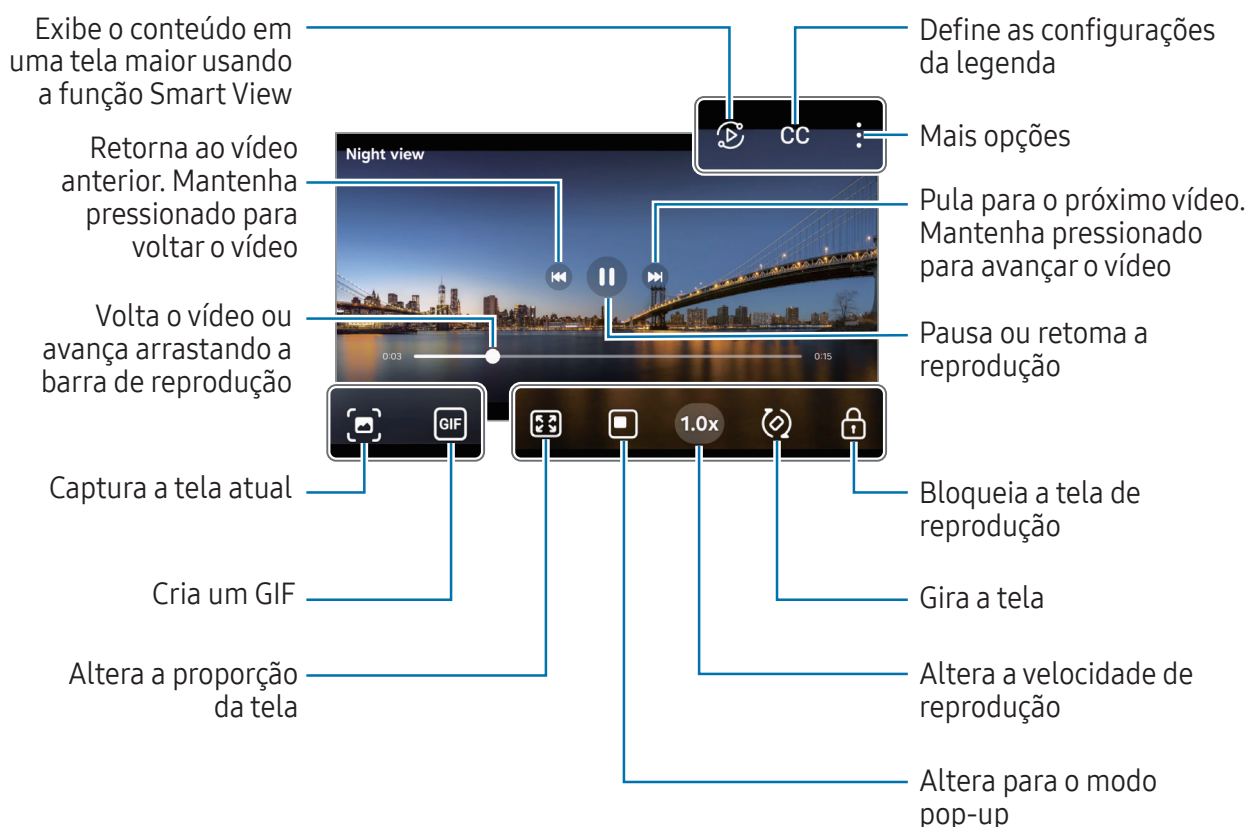 Exibe o conteúdo em
uma tela maior usando
a função Smart View
Define as configurações
da legenda
CC
Mais opções
Retorna ao vídeo
anterior. Mantenha
pressionado para
voltar o vídeo
Night view
Pula para o próximo vídeo.
Mantenha pressionado
para avançar o vídeo
Volta o vídeo ou
avança arrastando a
barra de reprodução
Pausa ou retoma a
reprodução
0:03
0:15
GIF
1.0x
Captura a tela atual
Bloqueia a tela de
reprodução
Cria um GIF
Gira a tela
Altera a proporção
da tela
Altera a velocidade de
reprodução
Altera para o modo
pop-up